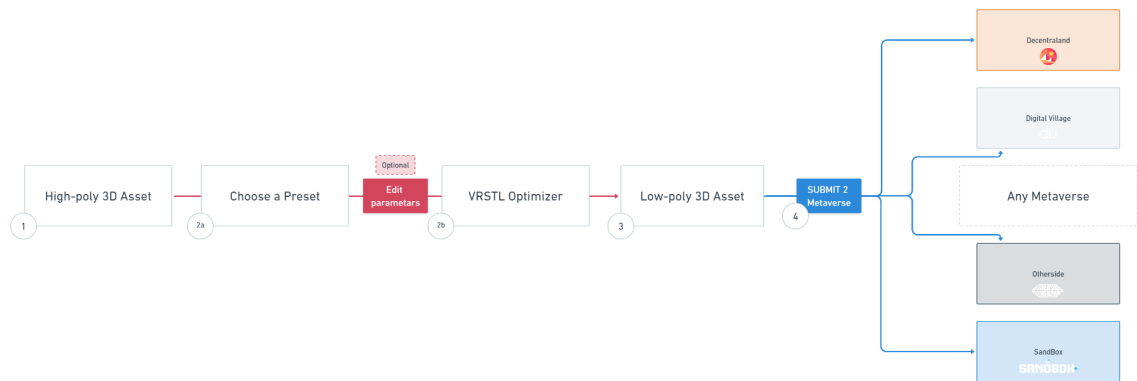 Decentraland
Digital Village
du
Optional
High-poly 3D Asset
Choose a Preset
Edit
parametars
VRSTL Optimizer
Low-poly 3D Asset
SUBMIT 2
Metaverse
Any Metaverse
1
2a
2b
3
4
Otherside
SandBox
SANDBOX